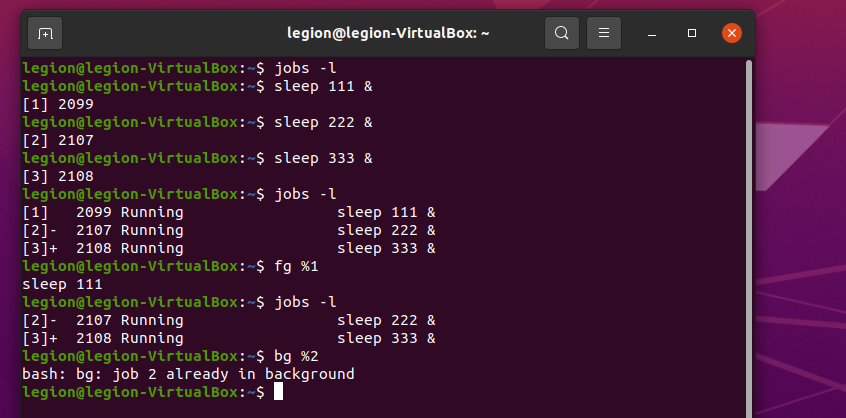 legion@legion-VirtualBox: ~
legion@legion-VirtualBox:~$ jobs -l
legion@legion-VirtualBox:~$ sleep 111 &
[1] 2099
legion@legion-VirtualBox:~$ sleep 222 &
[2] 2107
legion@legion-VirtualBox:~$ sleep 333 &
[3] 2108
legion@legion-VirtualBox:~$ jobs -l
[1]   2099 Running                 sleep 111 &
[2]-  2107 Running                 sleep 222 &
[3]+  2108 Running                 sleep 333 &
legion@legion-VirtualBox:~$ fg %1
sleep 111
legion@legion-VirtualBox:~$ jobs -l
[2]-  2107 Running                 sleep 222 &
[3]+  2108 Running                 sleep 333 &
legion@legion-VirtualBox:~$ bg %2
bash: bg: job 2 already in background
legion@legion-VirtualBox:~$